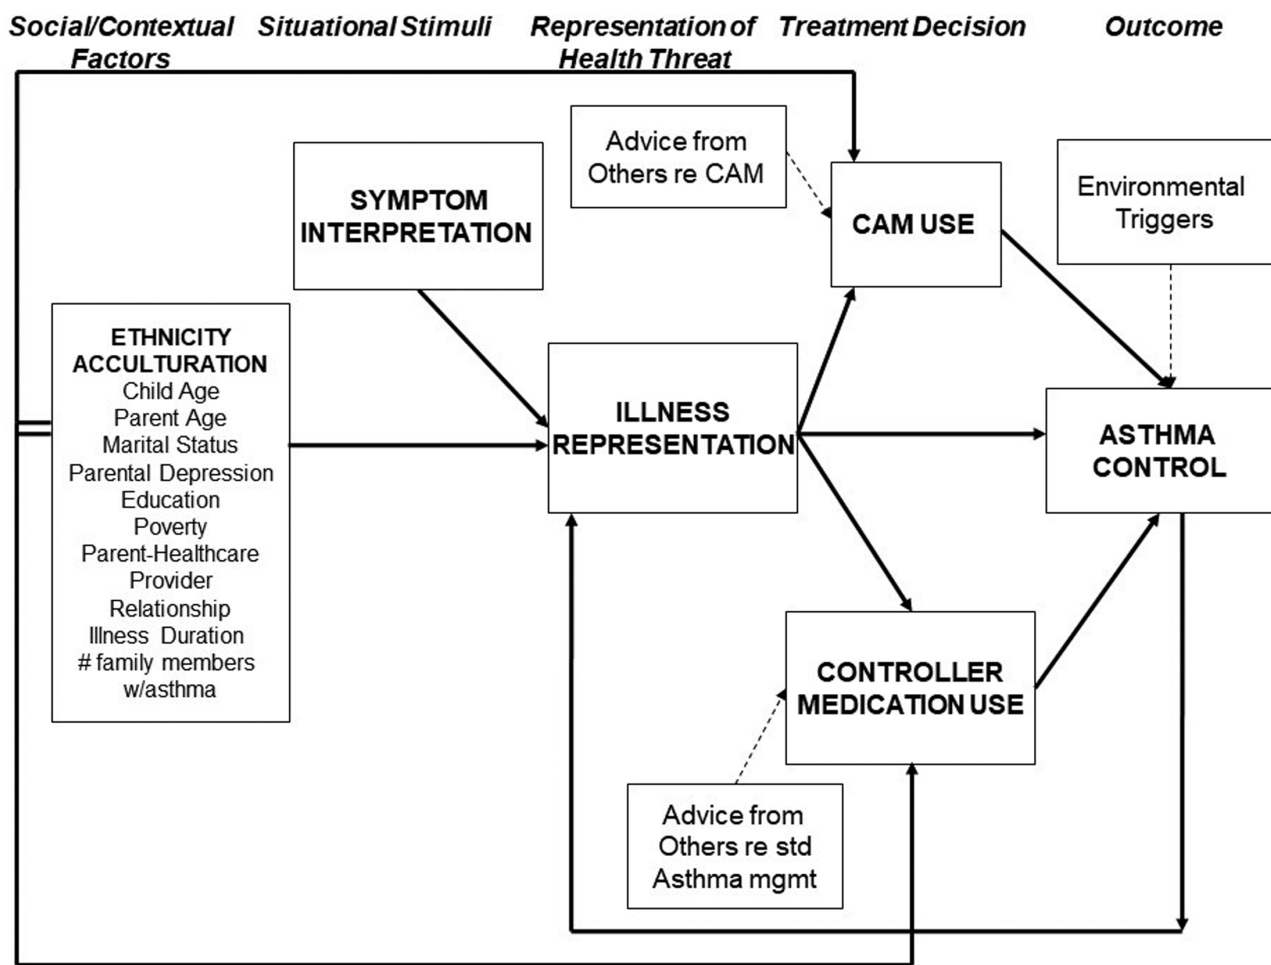 Social/Contextual
Factors
Situational Stimuli
Representation of
Health Threat
Treatment Decision
Outcome
Advice from
Others re CAM
Environmental
Triggers
SYMPTOM
INTERPRETATION
CAM USE
ETHNICITY
ACCULTURATION
Child Age
Parent Age
Marital Status
Parental Depression
Education
Poverty
Parent-Healthcare
Provider
Relationship
Illness Duration
# family members
w/asthma
ILLNESS
REPRESENTATION
ASTHMA
CONTROL
CONTROLLER
MEDICATION USE
Advice from
Others re std
Asthma mgmt